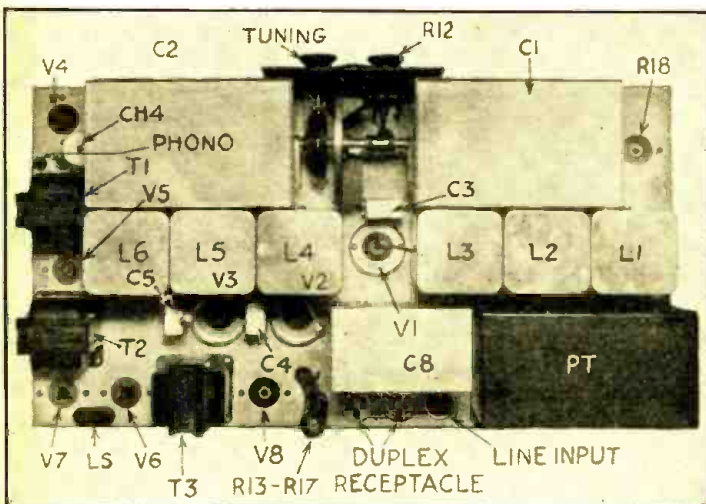 TUNING
R12
C2
C1
V4
R18
CH4
PHONO
T1
V5
C3
L6
L5
L4
L3
L2
L1
C5
V3
V2
V1
T2
C4
C8
PT
V7
LS
V6
T3
V8
R13-R17
DUPLEX
RECEPTACLE
LINE INPUT